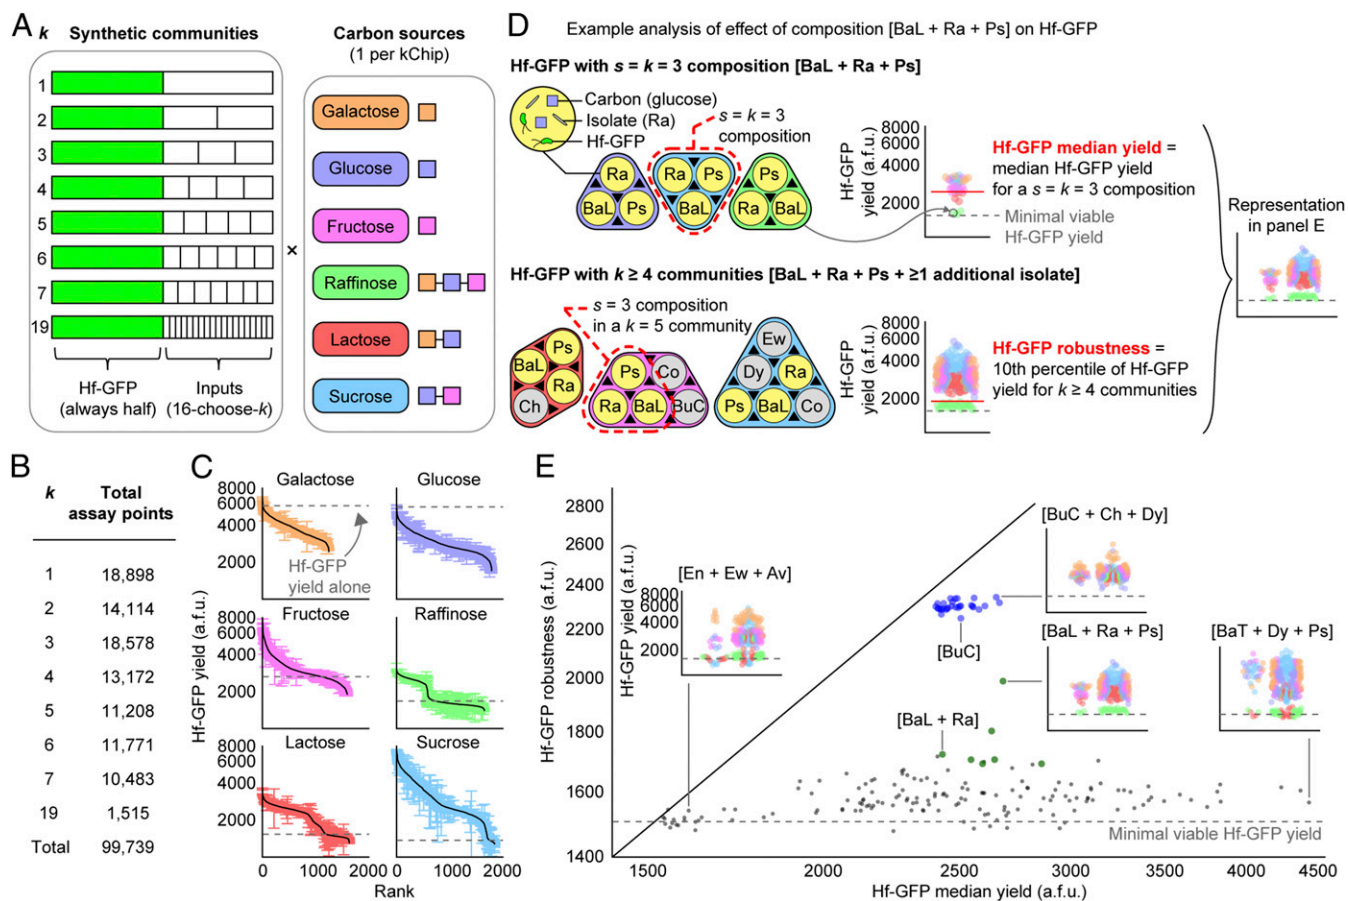 A
k Synthetic communities
Carbon sources
(1 per kChip)
1
2
3
4
5
6
7
19
×
Hf-GFP
(always half)
Inputs
(16-choose-k)
Galactose
Glucose
Fructose
Raffinose
Lactose
Sucrose
B
k Total
assay points
1 18,898
2 14,114
3 18,578
4 13,172
5 11,208
6 11,771
7 10,483
19 1,515
Total 99,739
C
Hf-GFP yield (a.f.u.)
Galactose
8000
6000
4000
2000
Hf-GFP
yield alone
Glucose
Fructose
8000
6000
4000
2000
Raffinose
Lactose
8000
6000
4000
2000
Sucrose
0 1000 2000
0 1000 2000
Rank
D
Example analysis of effect of composition [BaL + Ra + Ps] on Hf-GFP
Hf-GFP with s = k = 3 composition [BaL + Ra + Ps]
Carbon (glucose)
Isolate (Ra)
Hf-GFP
s = k = 3
composition
Ra
BaL Ps
Ra Ps
BaL
Ps
Ra BaL
Hf-GFP
yield (a.f.u.)
8000
4000
2000
Hf-GFP median yield =
median Hf-GFP yield
for a s = k = 3 composition
Minimal viable
Hf-GFP yield
Hf-GFP with k ≥ 4 communities [BaL + Ra + Ps + ≥1 additional isolate]
s = 3 composition
in a k = 5 community
Ps
BaL
Ra
Ch
Ps Co
Ra BaL BuC
Ew
Dy Ra
Ps BaL Co
Hf-GFP
yield (a.f.u.)
8000
6000
4000
2000
Hf-GFP robustness =
10th percentile of Hf-GFP
yield for k ≥ 4 communities
Representation
in panel E
E
Hf-GFP robustness (a.f.u.)
2800
2600
2400
2200
2000
1800
1600
1400
Hf-GFP yield (a.f.u.)
8000
6000
4000
2000
[En + Ew + Av]
[BuC + Ch + Dy]
[BuC]
[BaL + Ra + Ps]
[BaT + Dy + Ps]
[BaL + Ra]
Minimal viable Hf-GFP yield
1500 2000 2500 3000 3500 4000 4500
Hf-GFP median yield (a.f.u.)